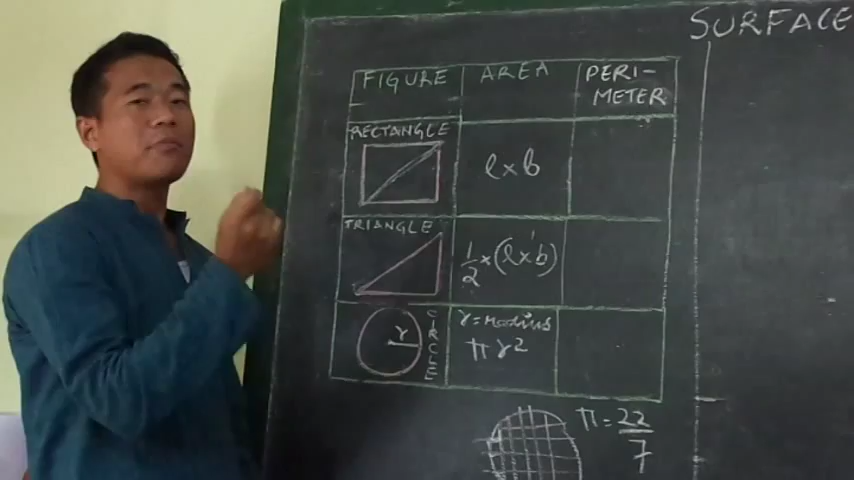 SURFACE
FIGURE AREA PERI-
METER
RECTANGLE
l×b
TRIANGLE
1/2 × (l×b)
CIRCLE
r
r = radius
πr²
π = 22/7